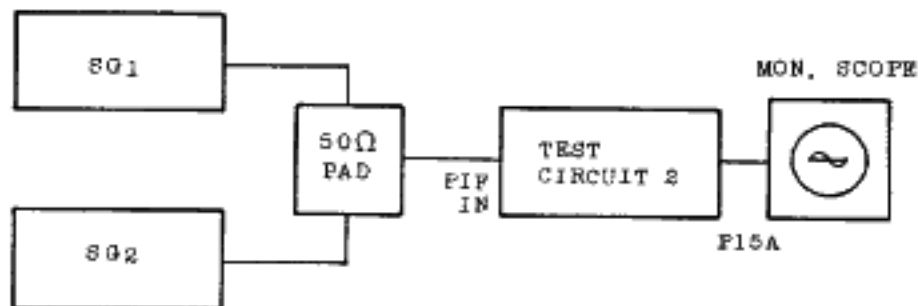 SG1
MON. SCOPE
50Ω
PAD
TEST
CIRCUIT 2
PIF
IN
SG2
P15A